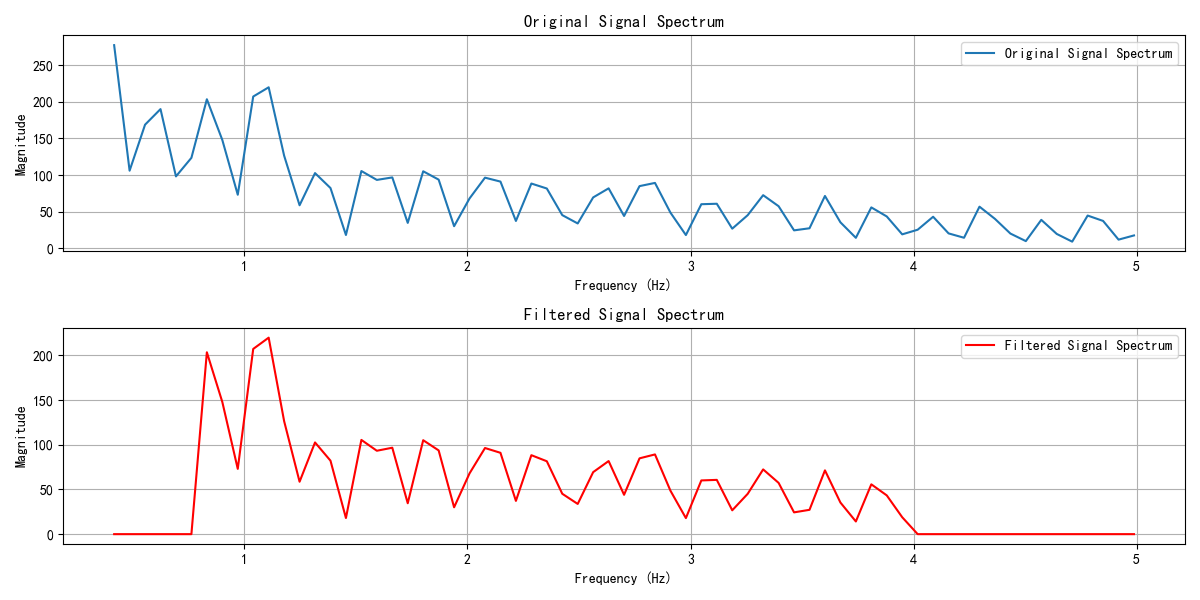 Original Signal Spectrum
Original Signal Spectrum
Magnitude
250
200
150
100
50
0
1 2 3 4 5
Frequency (Hz)
Filtered Signal Spectrum
Filtered Signal Spectrum
Magnitude
200
150
100
50
0
1 2 3 4 5
Frequency (Hz)